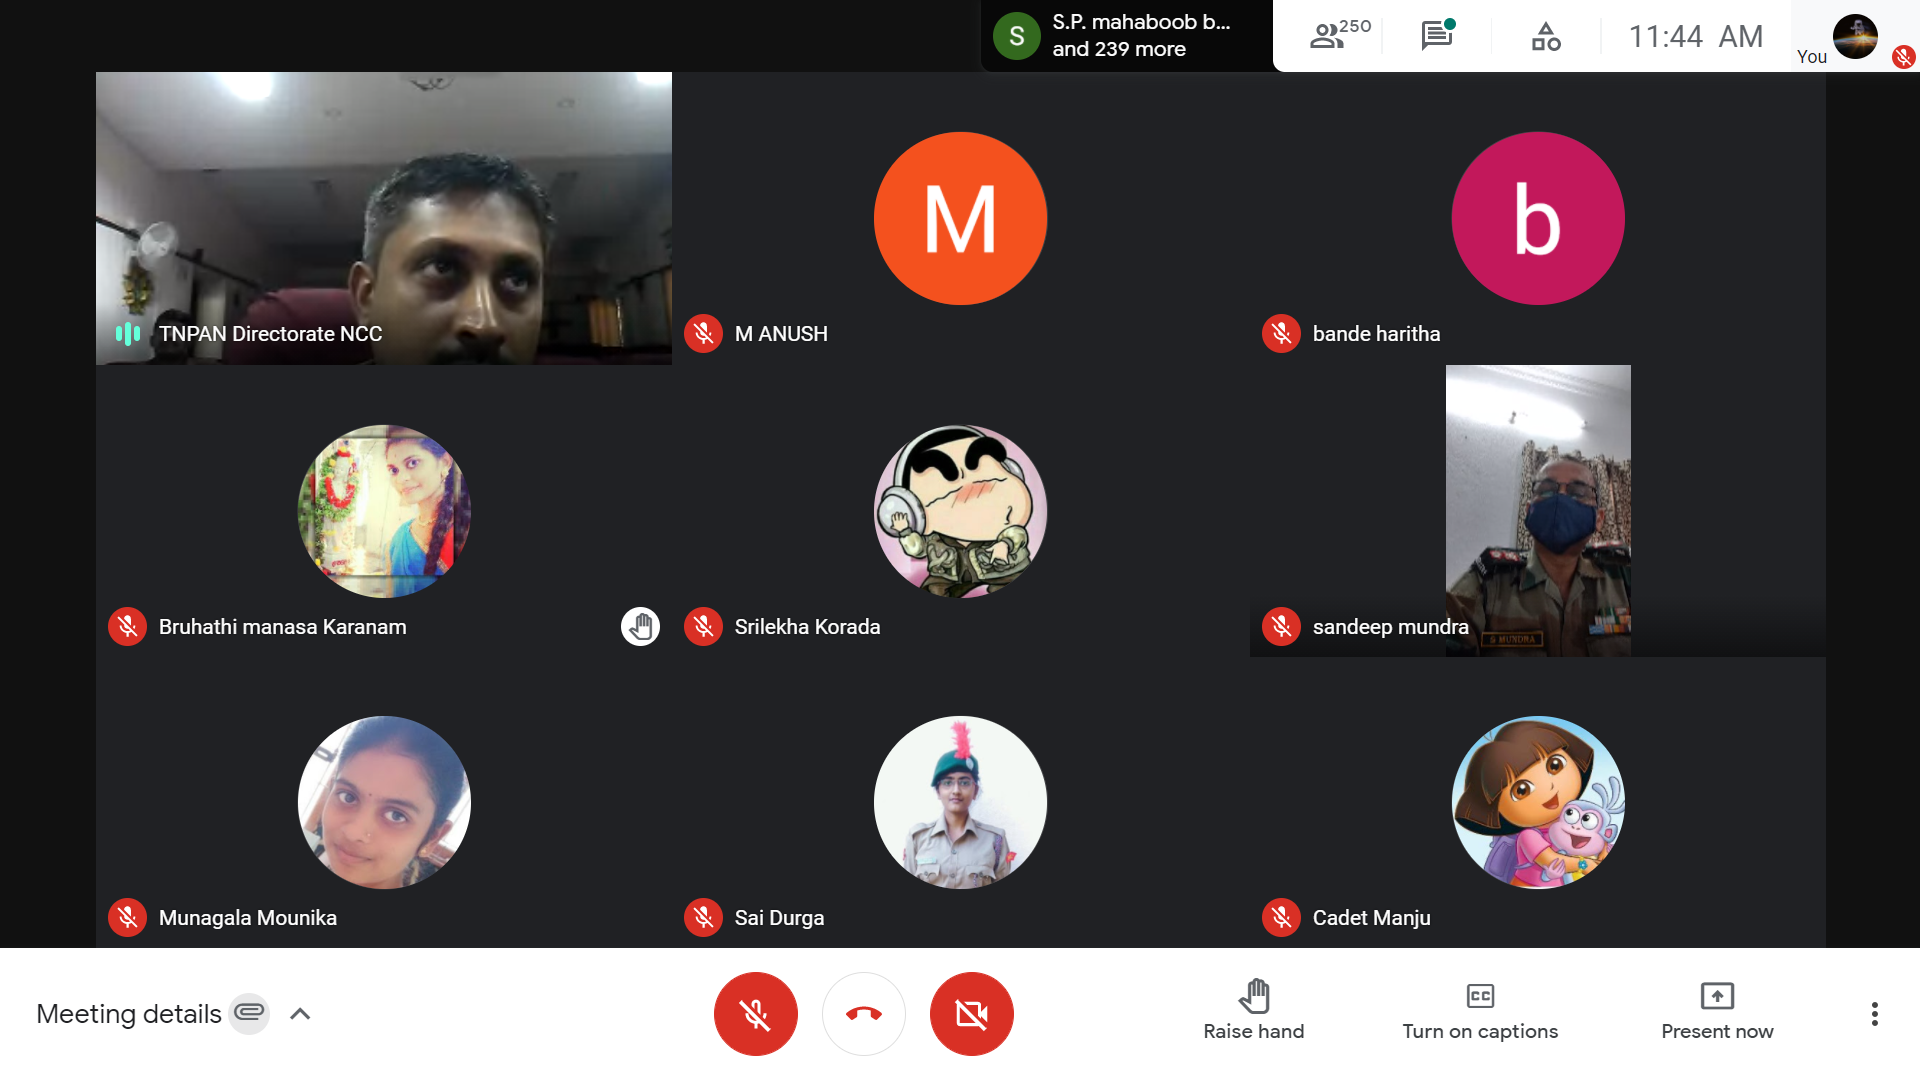 S
S.P. mahaboob b...
and 239 more
250
11:44 AM
You
TNPAN Directorate NCC
M
M ANUSH
b
bande haritha
Bruhathi manasa Karanam
Srilekha Korada
sandeep mundra
S MUNDRA
Munagala Mounika
Sai Durga
Cadet Manju
Meeting details
Raise hand
CC
Turn on captions
Present now